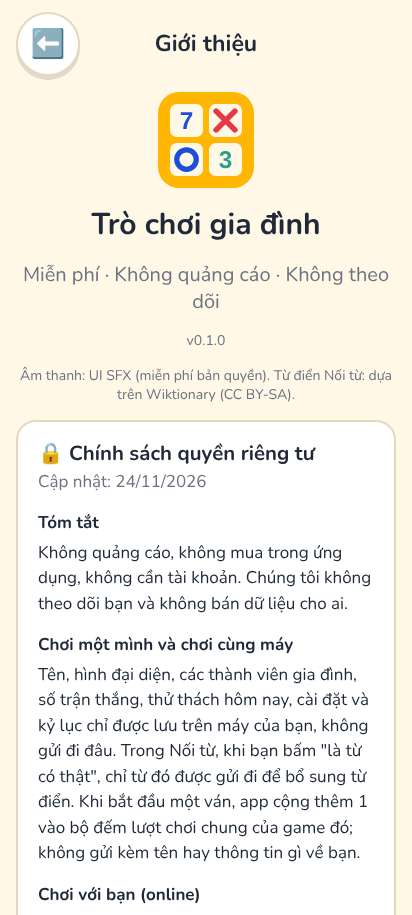 Giới thiệu
7
3
Trò chơi gia đình
Miễn phí · Không quảng cáo · Không theo
dõi
v0.1.0
Âm thanh: UI SFX (miễn phí bản quyền). Từ điển Nối từ: dựa
trên Wiktionary (CC BY-SA).
🔒 Chính sách quyền riêng tư
Cập nhật: 24/11/2026
Tóm tắt
Không quảng cáo, không mua trong ứng
dụng, không cần tài khoản. Chúng tôi không
theo dõi bạn và không bán dữ liệu cho ai.
Chơi một mình và chơi cùng máy
Tên, hình đại diện, các thành viên gia đình,
số trận thắng, thử thách hôm nay, cài đặt và
kỷ lục chỉ được lưu trên máy của bạn, không
gửi đi đâu. Trong Nối từ, khi bạn bấm "là từ
có thật", chỉ từ đó được gửi đi để bổ sung từ
điển. Khi bắt đầu một ván, app cộng thêm 1
vào bộ đếm lượt chơi chung của game đó;
không gửi kèm tên hay thông tin gì về bạn.
Chơi với bạn (online)